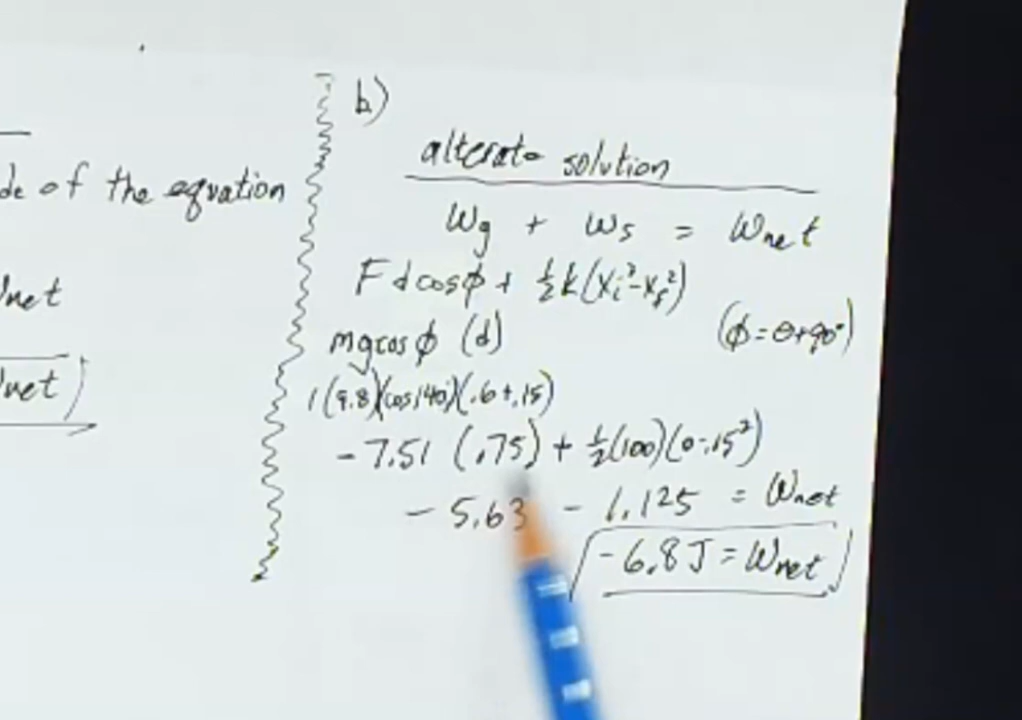 b)
alternate solution
de of the equation
Wg + Ws = Wnet
Fdcosϕ + ½k(xi²-xf²)
net
mgcosϕ (d)
(ϕ=θ+90°)
net)
1(9.8)(cos140)(.6+.15)
-7.51 (.75) + ½(100)(0-.15²)
- 5.63 - 1.125 = Wnet
-6.8 J = Wnet